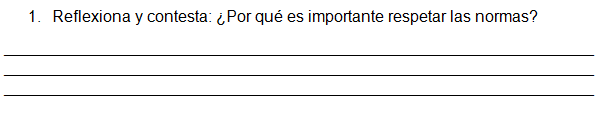 1. Reflexiona y contesta: ¿Por qué es importante respetar las normas?